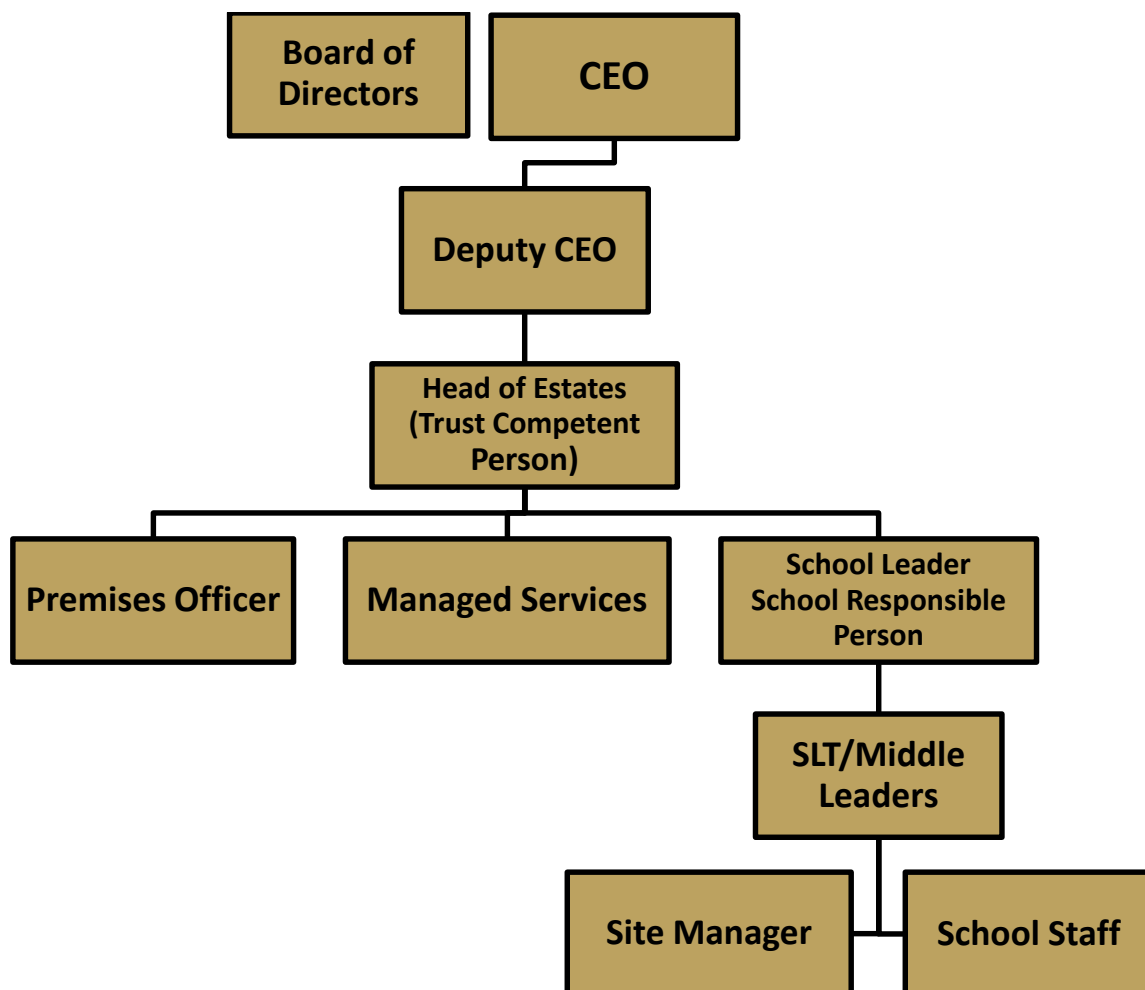 Board of
Directors
CEO
Deputy CEO
Head of Estates
(Trust Competent
Person)
Premises Officer
Managed Services
School Leader
School Responsible
Person
SLT/Middle
Leaders
Site Manager
School Staff